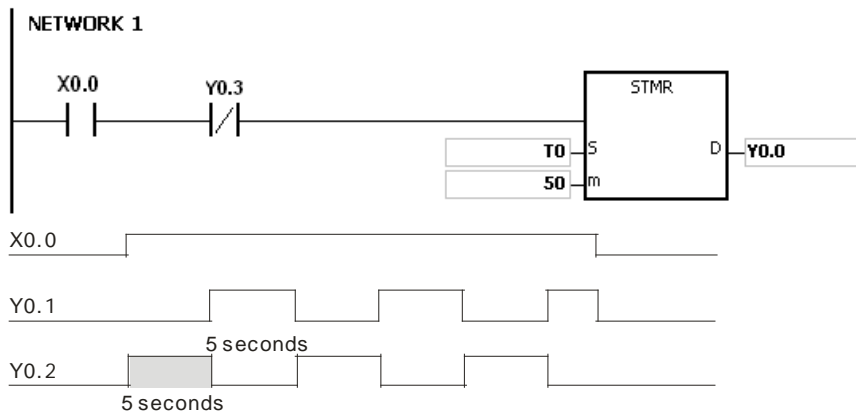 NETWORK 1
X0.0
Y0.3
STMR
T0 S D Y0.0
50 m
X0.0
Y0.1
5 seconds
Y0.2
5 seconds